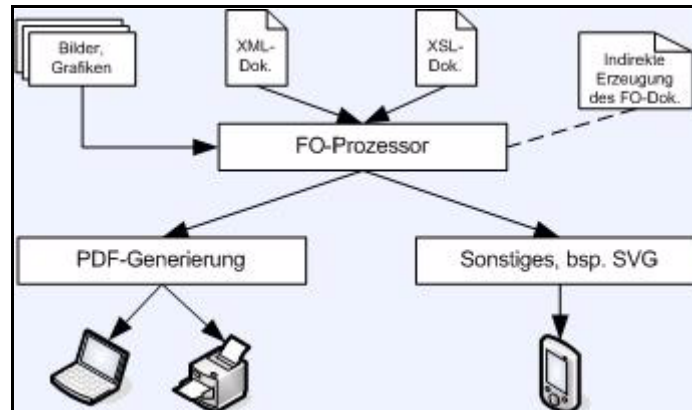 Bilder,
Grafiken
XML-
Dok.
XSL-
Dok.
Indirekte
Erzeugung
des FO-Dok.
FO-Prozessor
PDF-Generierung
Sonstiges, bsp. SVG